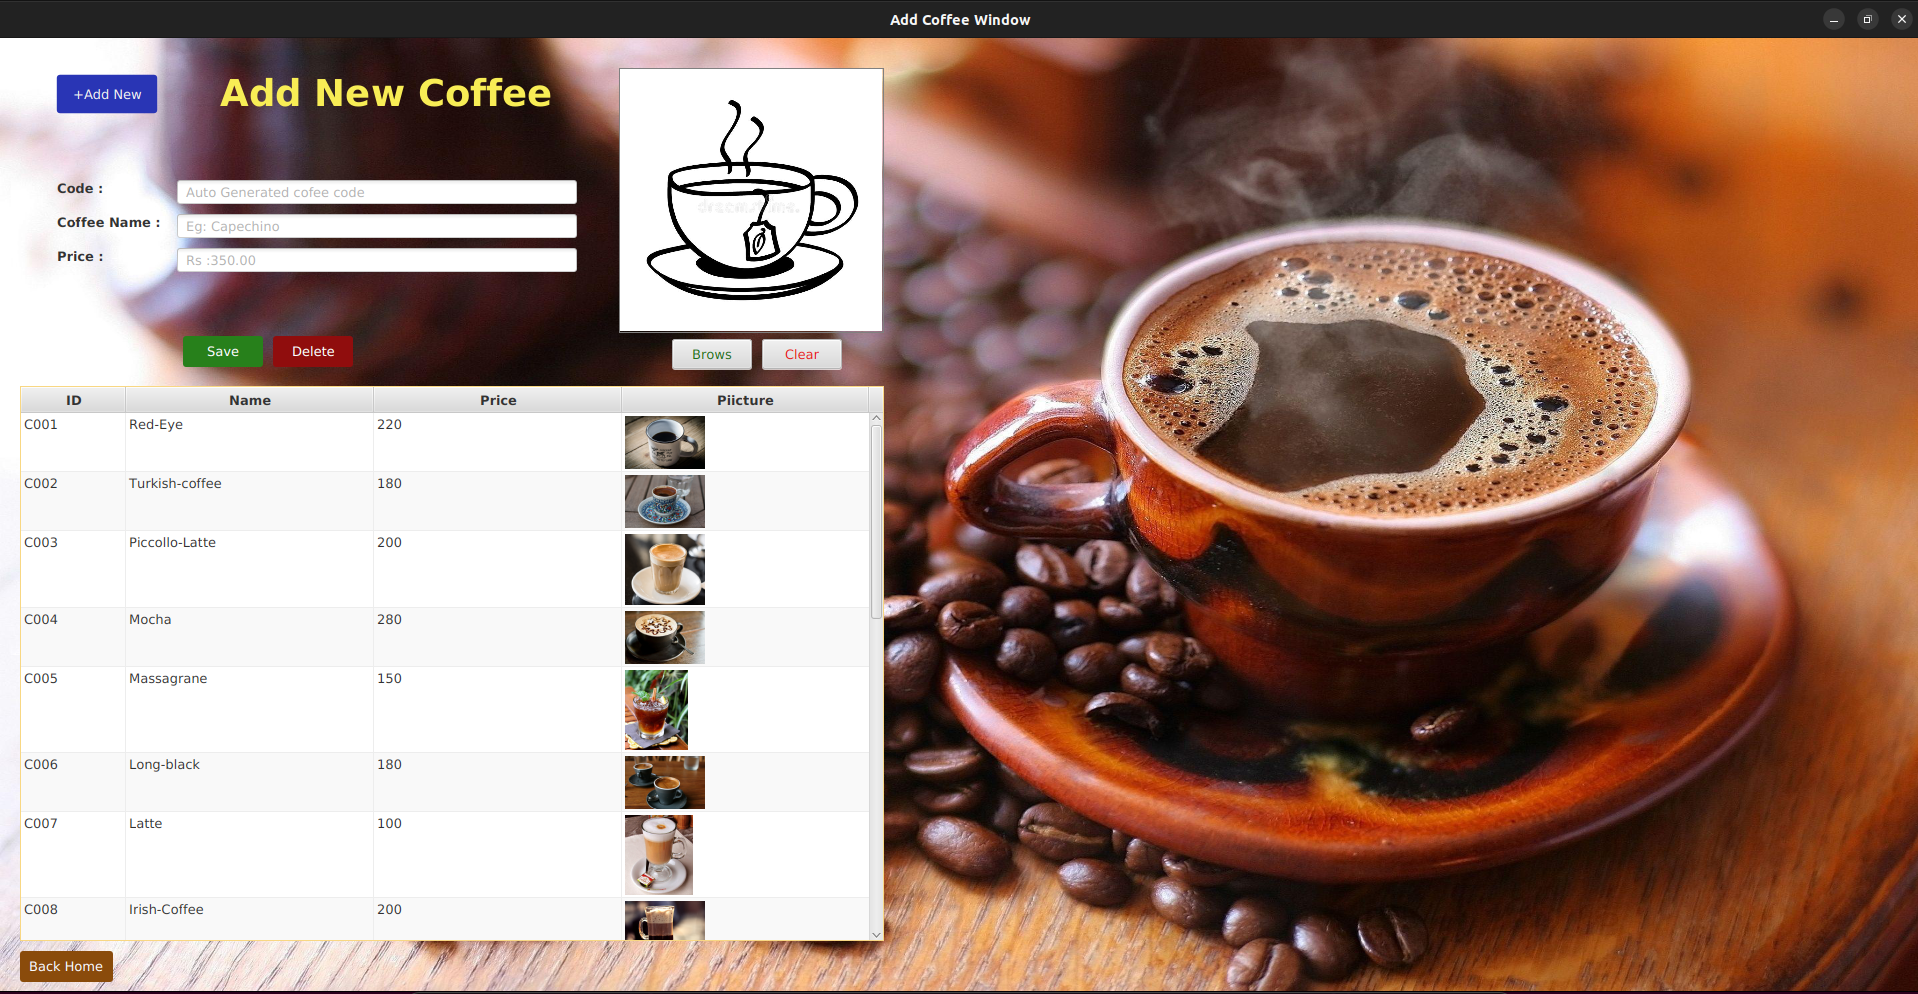 Add Coffee Window
+Add New
Add New Coffee
Code :
Auto Generated cofee code
Coffee Name :
Eg: Capechino
Price :
Rs :350.00
Save
Delete
Brows
Clear
ID Name Price Piicture
C001 Red-Eye 220
C002 Turkish-coffee 180
C003 Piccollo-Latte 200
C004 Mocha 280
C005 Massagrane 150
C006 Long-black 180
C007 Latte 100
C008 Irish-Coffee 200
Back Home